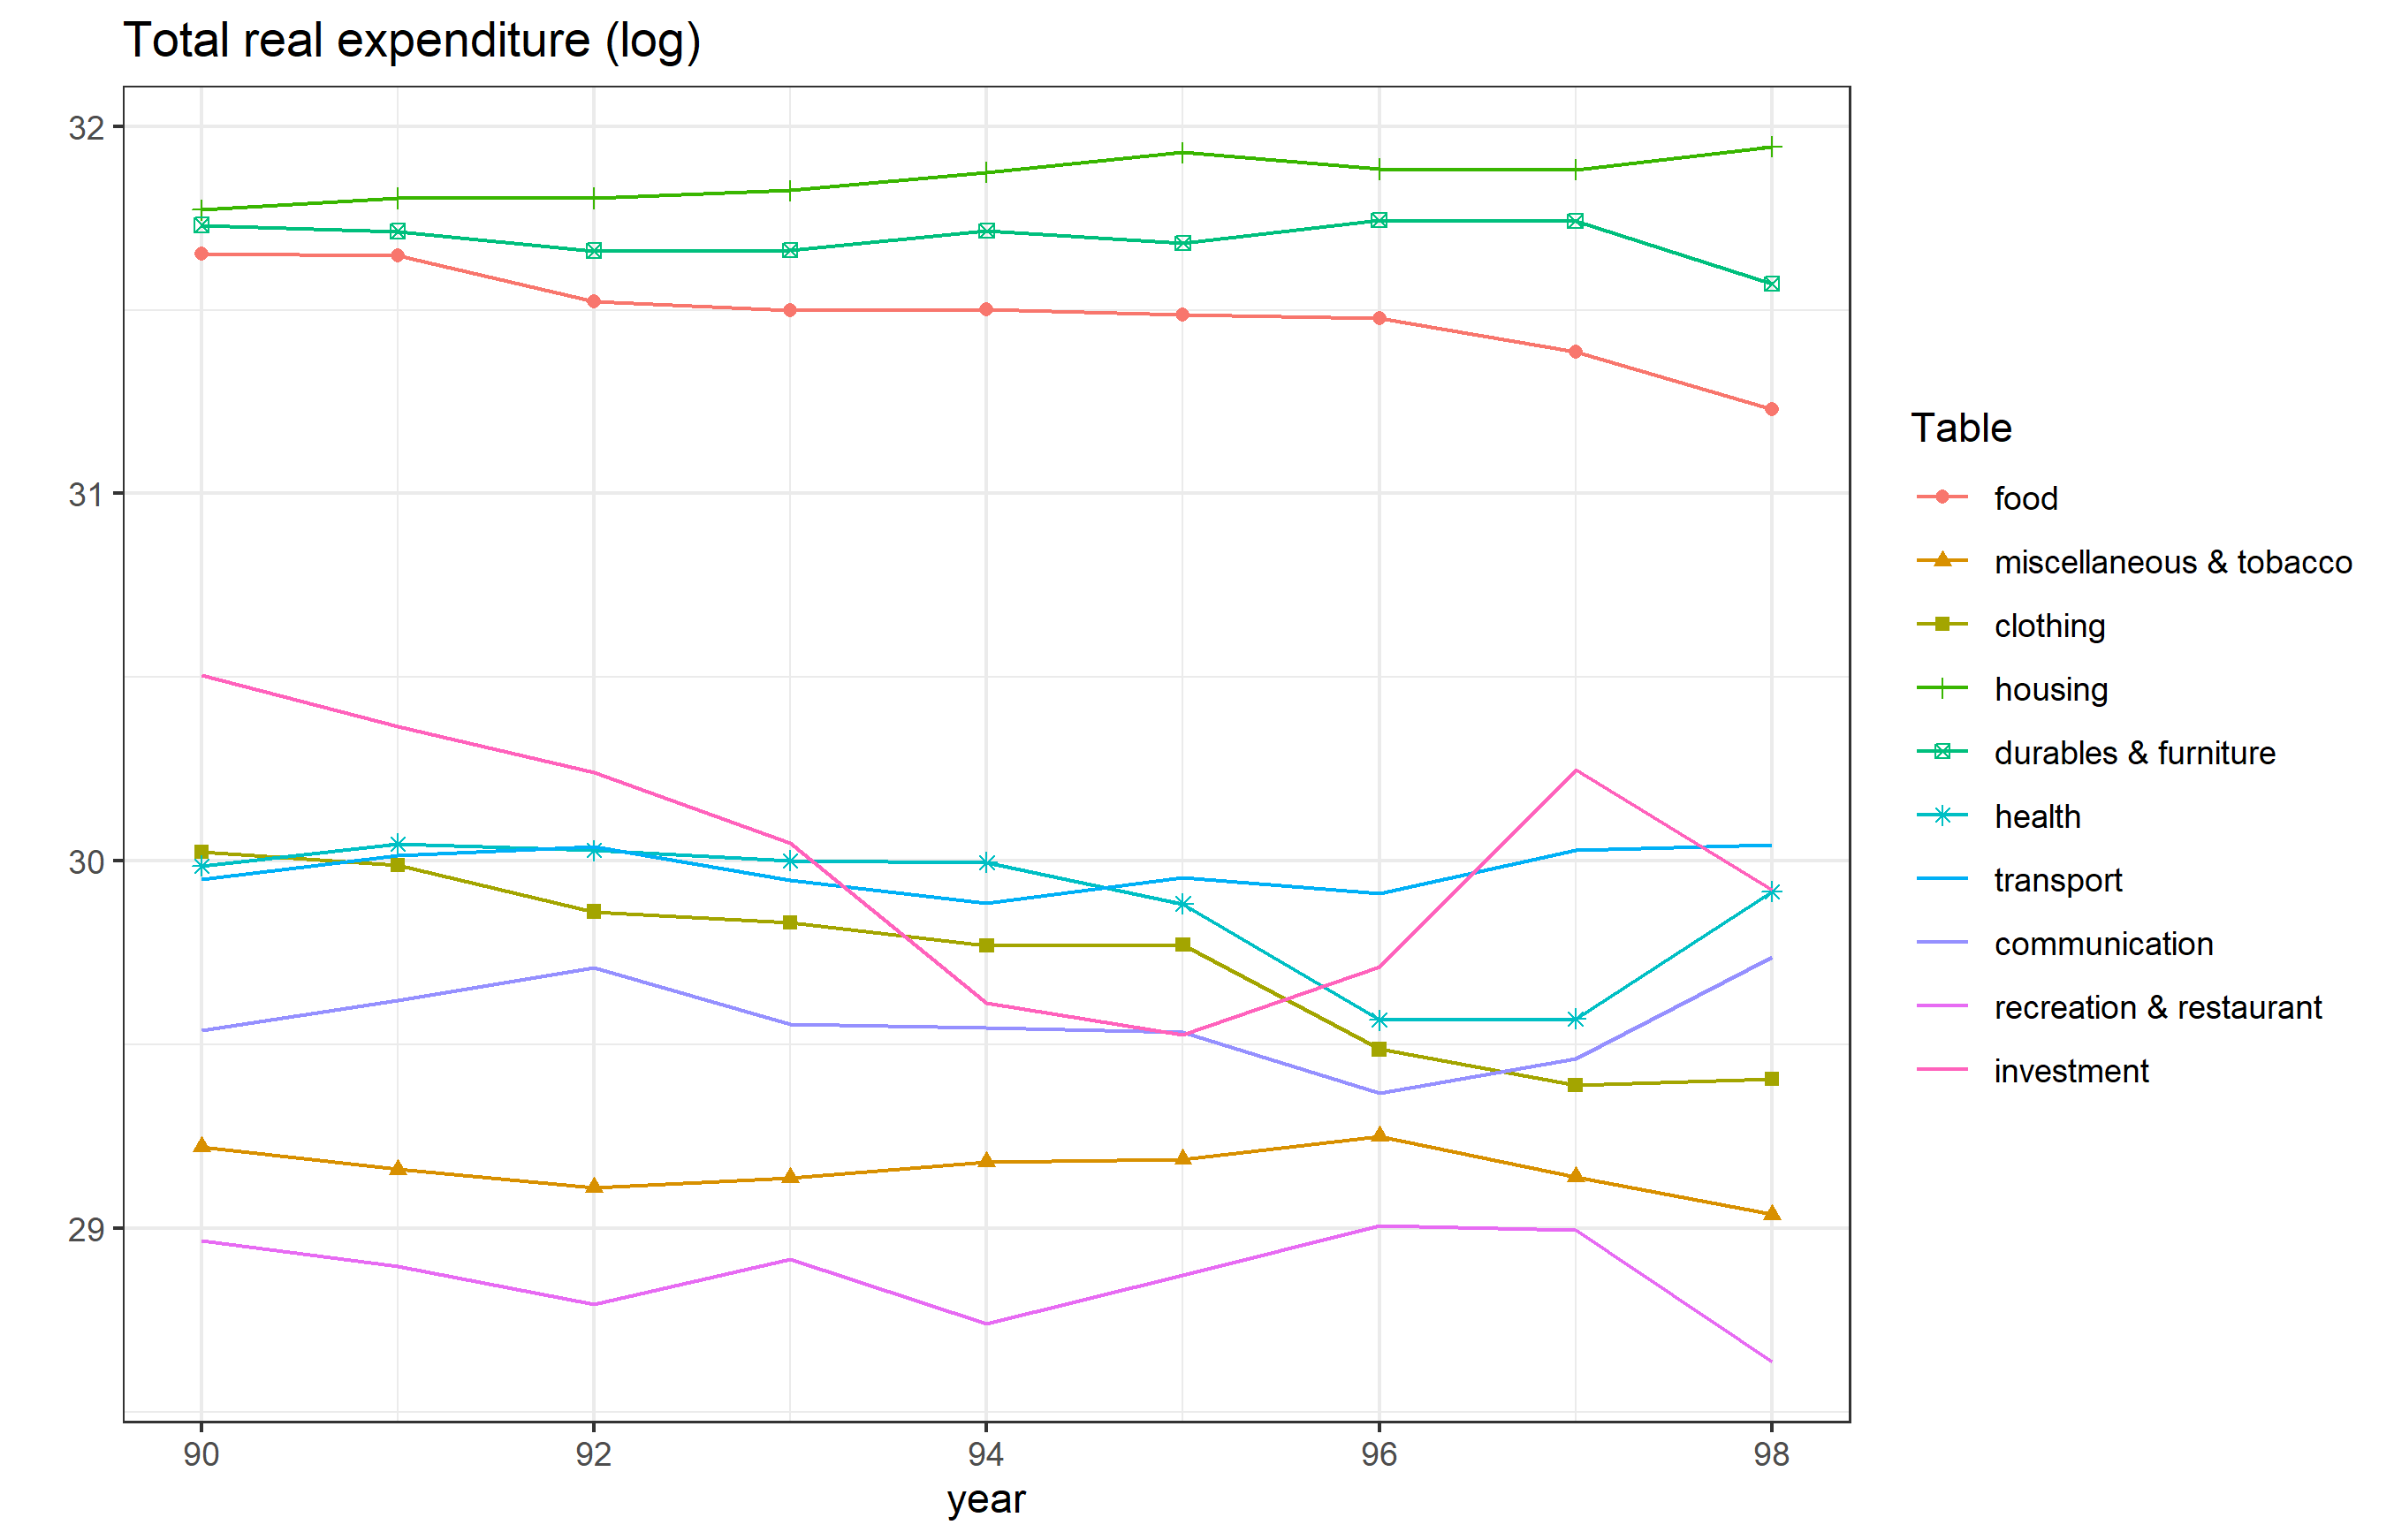 Total real expenditure (log)
32
31
30
29
90 92 94 96 98
year
Table
food
miscellaneous & tobacco
clothing
housing
durables & furniture
health
transport
communication
recreation & restaurant
investment